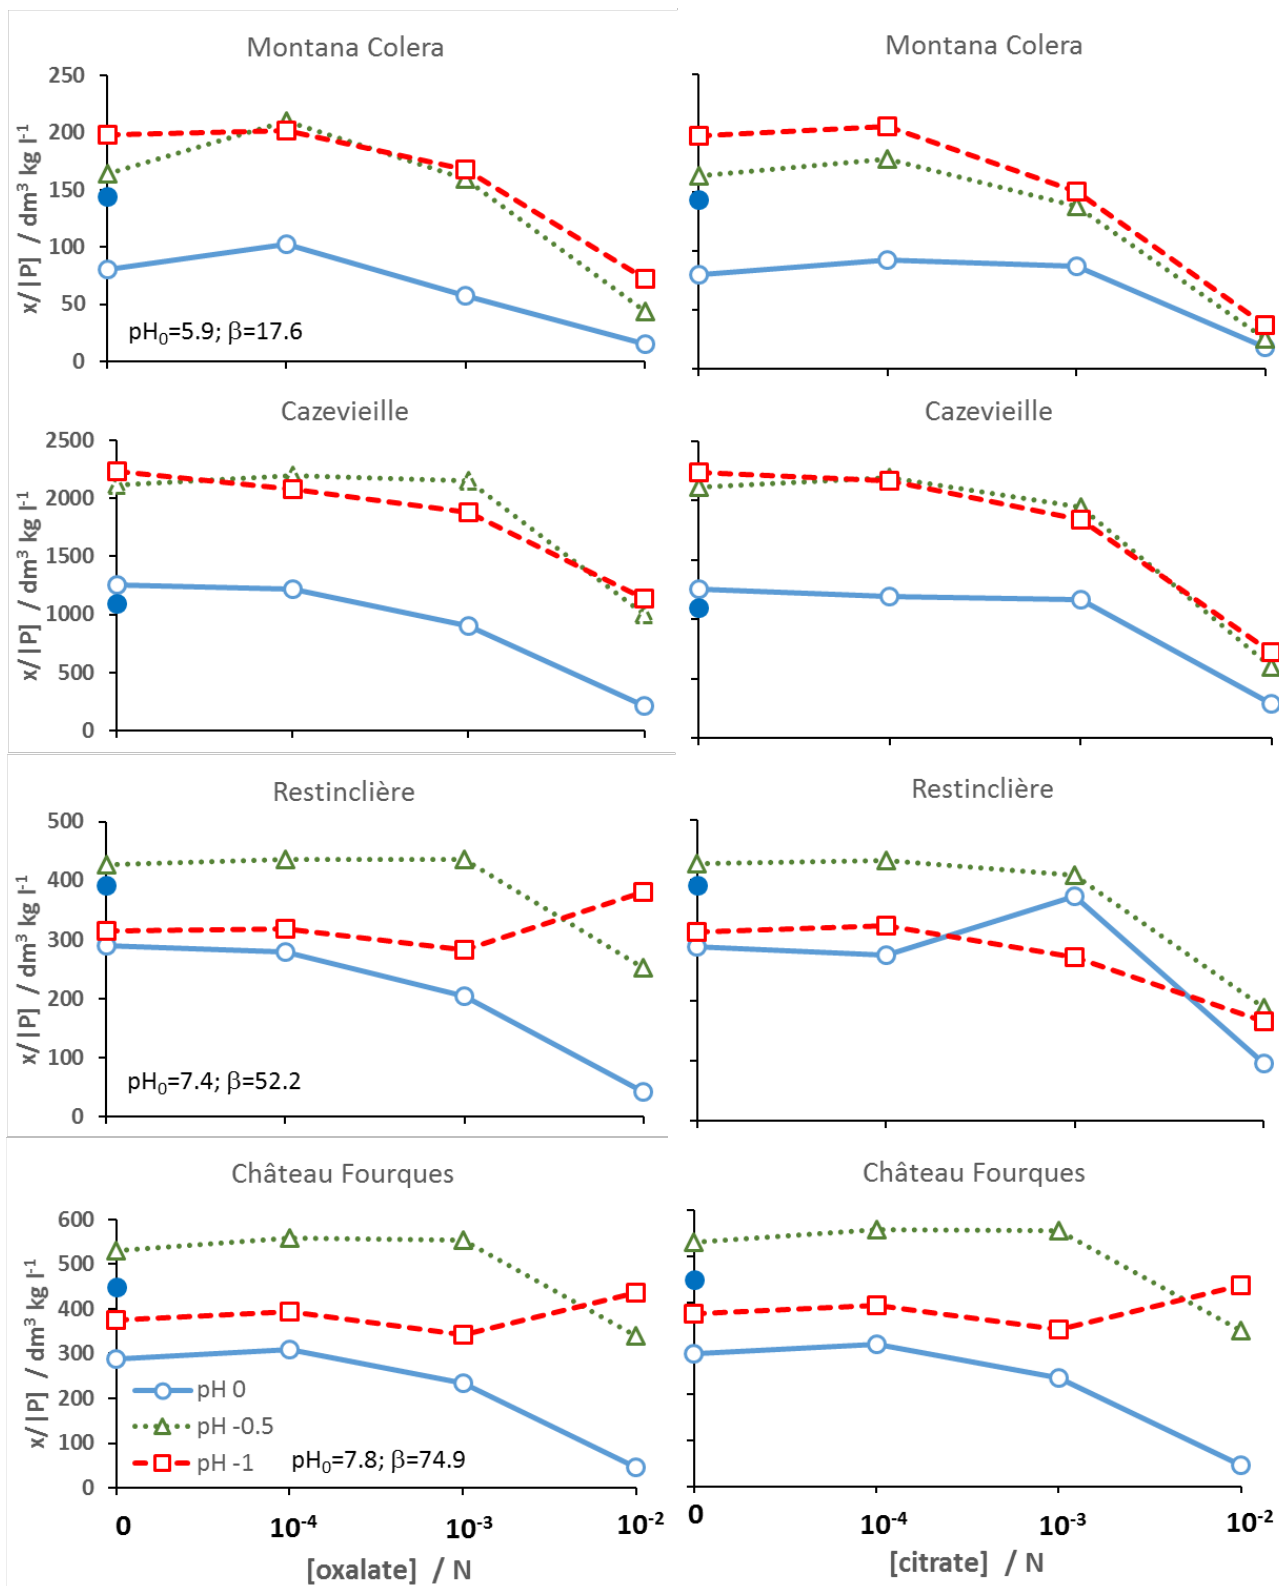 Montana Colera
Montana Colera
250
200
150
100
50
0
x/|P| / dm³ kg l⁻¹
pH₀=5.9; β=17.6
Cazevieille
Cazevieille
2500
2000
1500
1000
500
0
x/|P| / dm³ kg l⁻¹
Restinclière
Restinclière
500
400
300
200
100
0
x/|P| / dm³ kg l⁻¹
pH₀=7.4; β=52.2
Château Fourques
Château Fourques
600
500
400
300
200
100
0
x/|P| / dm³ kg l⁻¹
pH 0
pH -0.5
pH -1
pH₀=7.8; β=74.9
0 10⁻⁴ 10⁻³ 10⁻²
[oxalate] / N
0 10⁻⁴ 10⁻³ 10⁻²
[citrate] / N